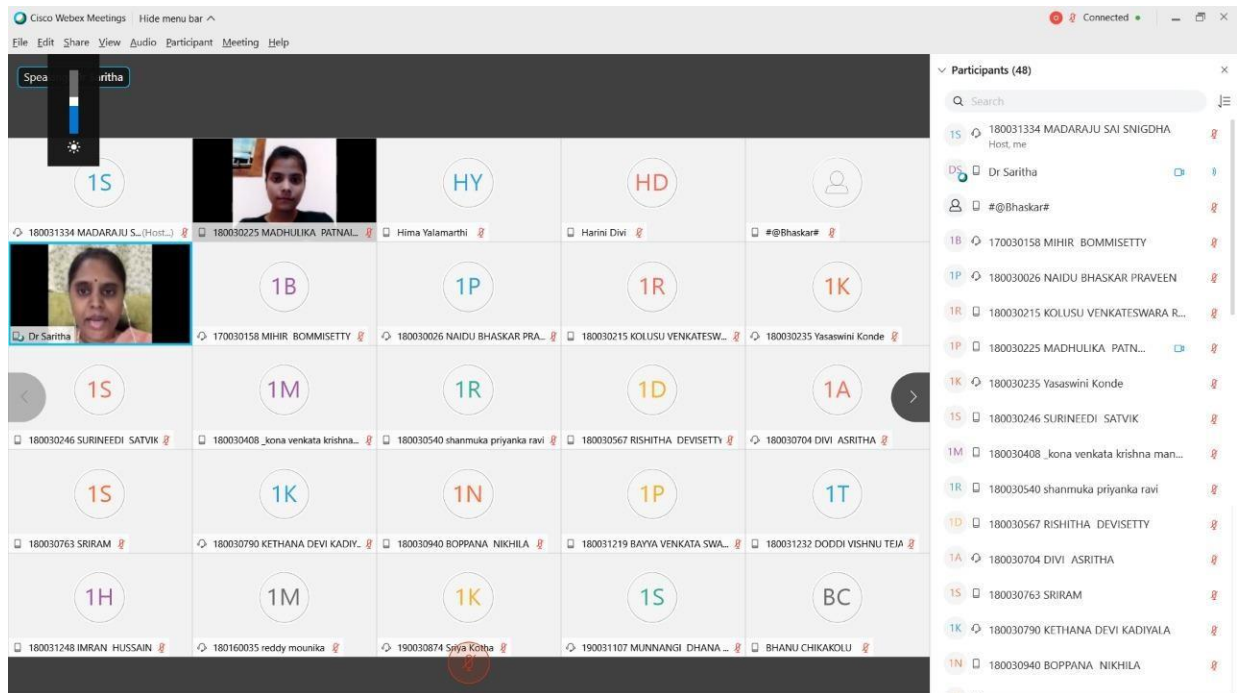 Cisco Webex Meetings Hide menu bar
Connected
File Edit Share View Audio Participant Meeting Help
Spea ritha
1S
HY
HD
180031334 MADARAJU S...(Host...)
180030225 MADHULIKA PATNAI...
Hima Yalamarthi
Harini Divi
#@Bhaskar#
1B
1P
1R
1K
Dr Saritha
170030158 MIHIR BOMMISETTY
180030026 NAIDU BHASKAR PRA...
180030215 KOLUSU VENKATESW...
180030235 Yasaswini Konde
1S
1M
1R
1D
1A
180030246 SURINEEDI SATVIK
180030408 _kona venkata krishna...
180030540 shanmuka priyanka ravi
180030567 RISHITHA DEVISETTY
180030704 DIVI ASRITHA
1S
1K
1N
1P
1T
180030763 SRIRAM
180030790 KETHANA DEVI KADIY...
180030940 BOPPANA NIKHILA
180031219 BAYYA VENKATA SWA...
180031232 DODDI VISHNU TEJA
1H
1M
1K
1S
BC
180031248 IMRAN HUSSAIN
180160035 reddy mounika
190030874 Sriya Kotha
190031107 MUNNANGI DHANA ...
BHANU CHIKAKOLU
Participants (48)
Search
1S 180031334 MADARAJU SAI SNIGDHA
Host, me
DS Dr Saritha
#@Bhaskar#
1B 170030158 MIHIR BOMMISETTY
1P 180030026 NAIDU BHASKAR PRAVEEN
1R 180030215 KOLUSU VENKATESWARA R...
1P 180030225 MADHULIKA PATN...
1K 180030235 Yasaswini Konde
1S 180030246 SURINEEDI SATVIK
1M 180030408 _kona venkata krishna man...
1R 180030540 shanmuka priyanka ravi
1D 180030567 RISHITHA DEVISETTY
1A 180030704 DIVI ASRITHA
1S 180030763 SRIRAM
1K 180030790 KETHANA DEVI KADIYALA
1N 180030940 BOPPANA NIKHILA